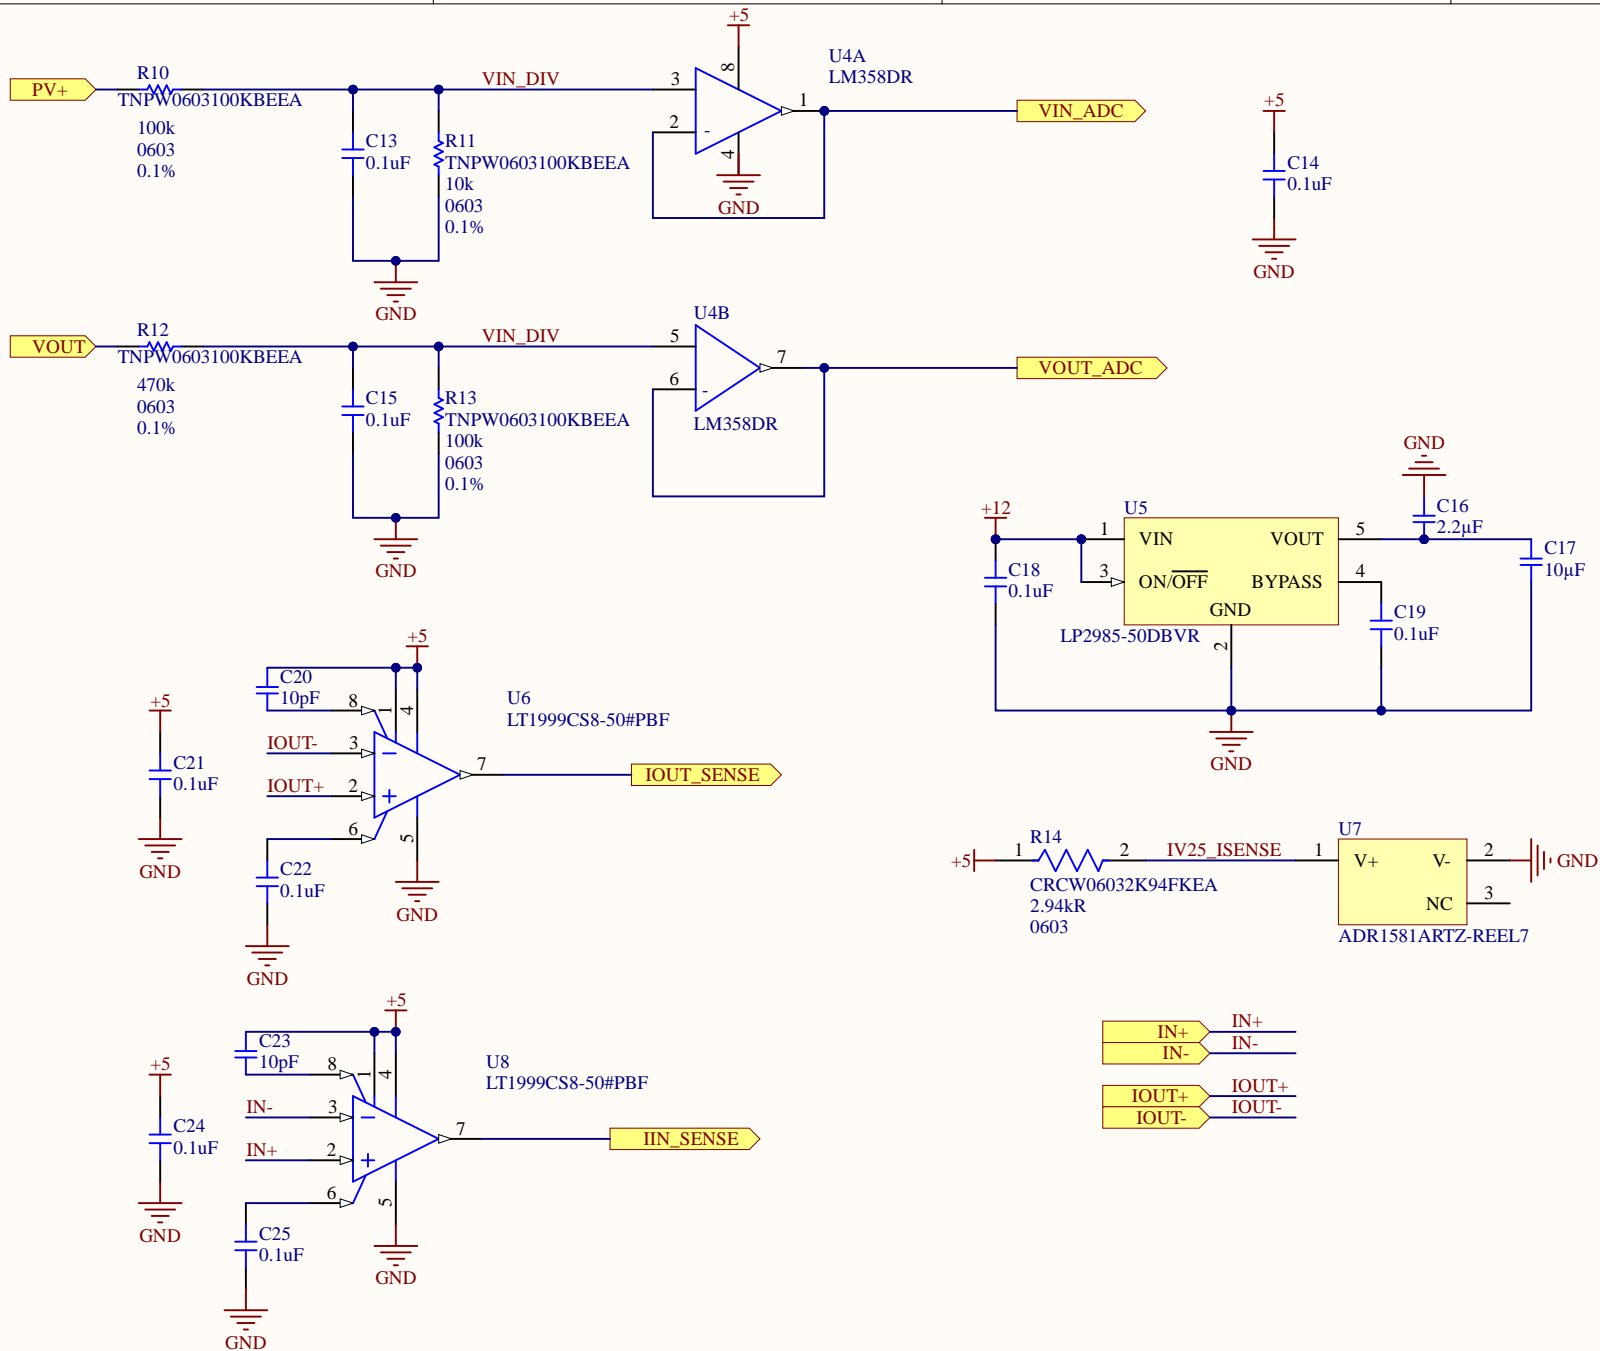 +5
U4A
LM358DR
PV+
R10
TNPW0603100KBEEA
100k
0603
0.1%
VIN_DIV
3
8
1
2
-
4
GND
VIN_ADC
C13
0.1uF
R11
TNPW0603100KBEEA
10k
0603
0.1%
GND
+5
C14
0.1uF
GND
VOUT
R12
TNPW0603100KBEEA
470k
0603
0.1%
VIN_DIV
U4B
5
6
-
7
LM358DR
VOUT_ADC
C15
0.1uF
R13
TNPW0603100KBEEA
100k
0603
0.1%
GND
GND
C16
2.2µF
+12
U5
1
VIN
VOUT
5
3
ON/OFF
BYPASS
4
GND
2
LP2985-50DBVR
C18
0.1uF
C17
10µF
C19
0.1uF
GND
+5
C20
10pF
8
1
4
U6
LT1999CS8-50#PBF
IOUT-
3
IOUT+
2
6
5
7
IOUT_SENSE
+5
C21
0.1uF
GND
C22
0.1uF
GND
GND
+5
1
R14
2
CRCW06032K94FKEA
2.94kR
0603
IV25_ISENSE
1
U7
V+
V-
2
GND
NC
3
ADR1581ARTZ-REEL7
+5
C23
10pF
8
1
4
U8
LT1999CS8-50#PBF
IN-
3
IN+
2
6
5
7
IIN_SENSE
+5
C24
0.1uF
GND
C25
0.1uF
GND
GND
IN+
IN+
IN-
IN-
IOUT+
IOUT+
IOUT-
IOUT-